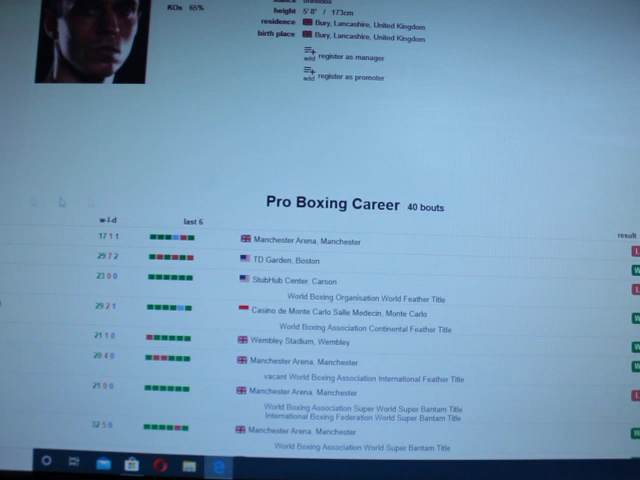 KOs 65%
height 5' 8" / 173cm
residence Bury, Lancashire, United Kingdom
birth place Bury, Lancashire, United Kingdom
add register as manager
add register as promoter
Pro Boxing Career 40 bouts
w-l-d last 6 result
17 1 1 Manchester Arena, Manchester L
29 7 2 TD Garden, Boston W
23 0 0 StubHub Center, Carson L
World Boxing Organisation World Feather Title
29 2 1 Casino de Monte Carlo Salle Medecin, Monte Carlo W
World Boxing Association Continental Feather Title
21 1 0 Wembley Stadium, Wembley W
20 4 0 Manchester Arena, Manchester W
vacant World Boxing Association International Feather Title
21 0 0 Manchester Arena, Manchester L
World Boxing Association Super World Super Bantam Title
International Boxing Federation World Super Bantam Title
32 5 0 Manchester Arena, Manchester W
World Boxing Association World Super Bantam Title